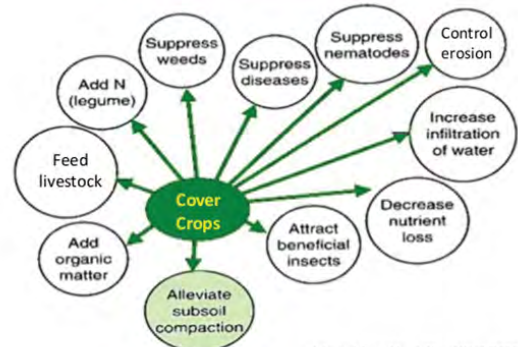 Suppress
weeds
Suppress
diseases
Suppress
nematodes
Control
erosion
Add N
(legume)
Increase
infiltration
of water
Feed
livestock
Cover
Crops
Decrease
nutrient
loss
Add
organic
matter
Attract
beneficial
insects
Alleviate
subsoil
compaction